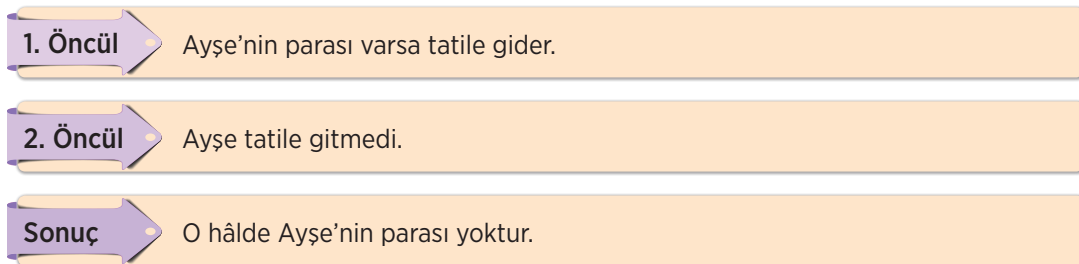 1. Öncül Ayşe’nin parası varsa tatile gider.
2. Öncül Ayşe tatile gitmedi.
Sonuç O hâlde Ayşe’nin parası yoktur.